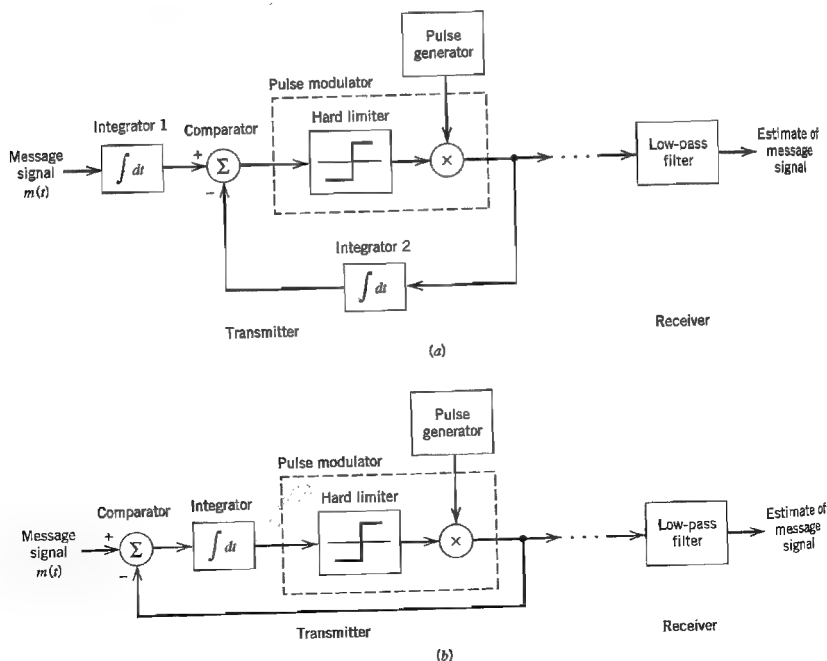 Pulse
generator
Pulse modulator
Hard limiter
Integrator 1
Comparator
Message
signal
m(t)
∫ dt
+
Σ
−
×
Low-pass
filter
Estimate of
message
signal
Integrator 2
∫ dt
Transmitter
Receiver
(a)
Pulse
generator
Pulse modulator
Hard limiter
Comparator
Integrator
Message
signal
m(t)
+
Σ
−
∫ dt
×
Low-pass
filter
Estimate of
message
signal
Transmitter
Receiver
(b)